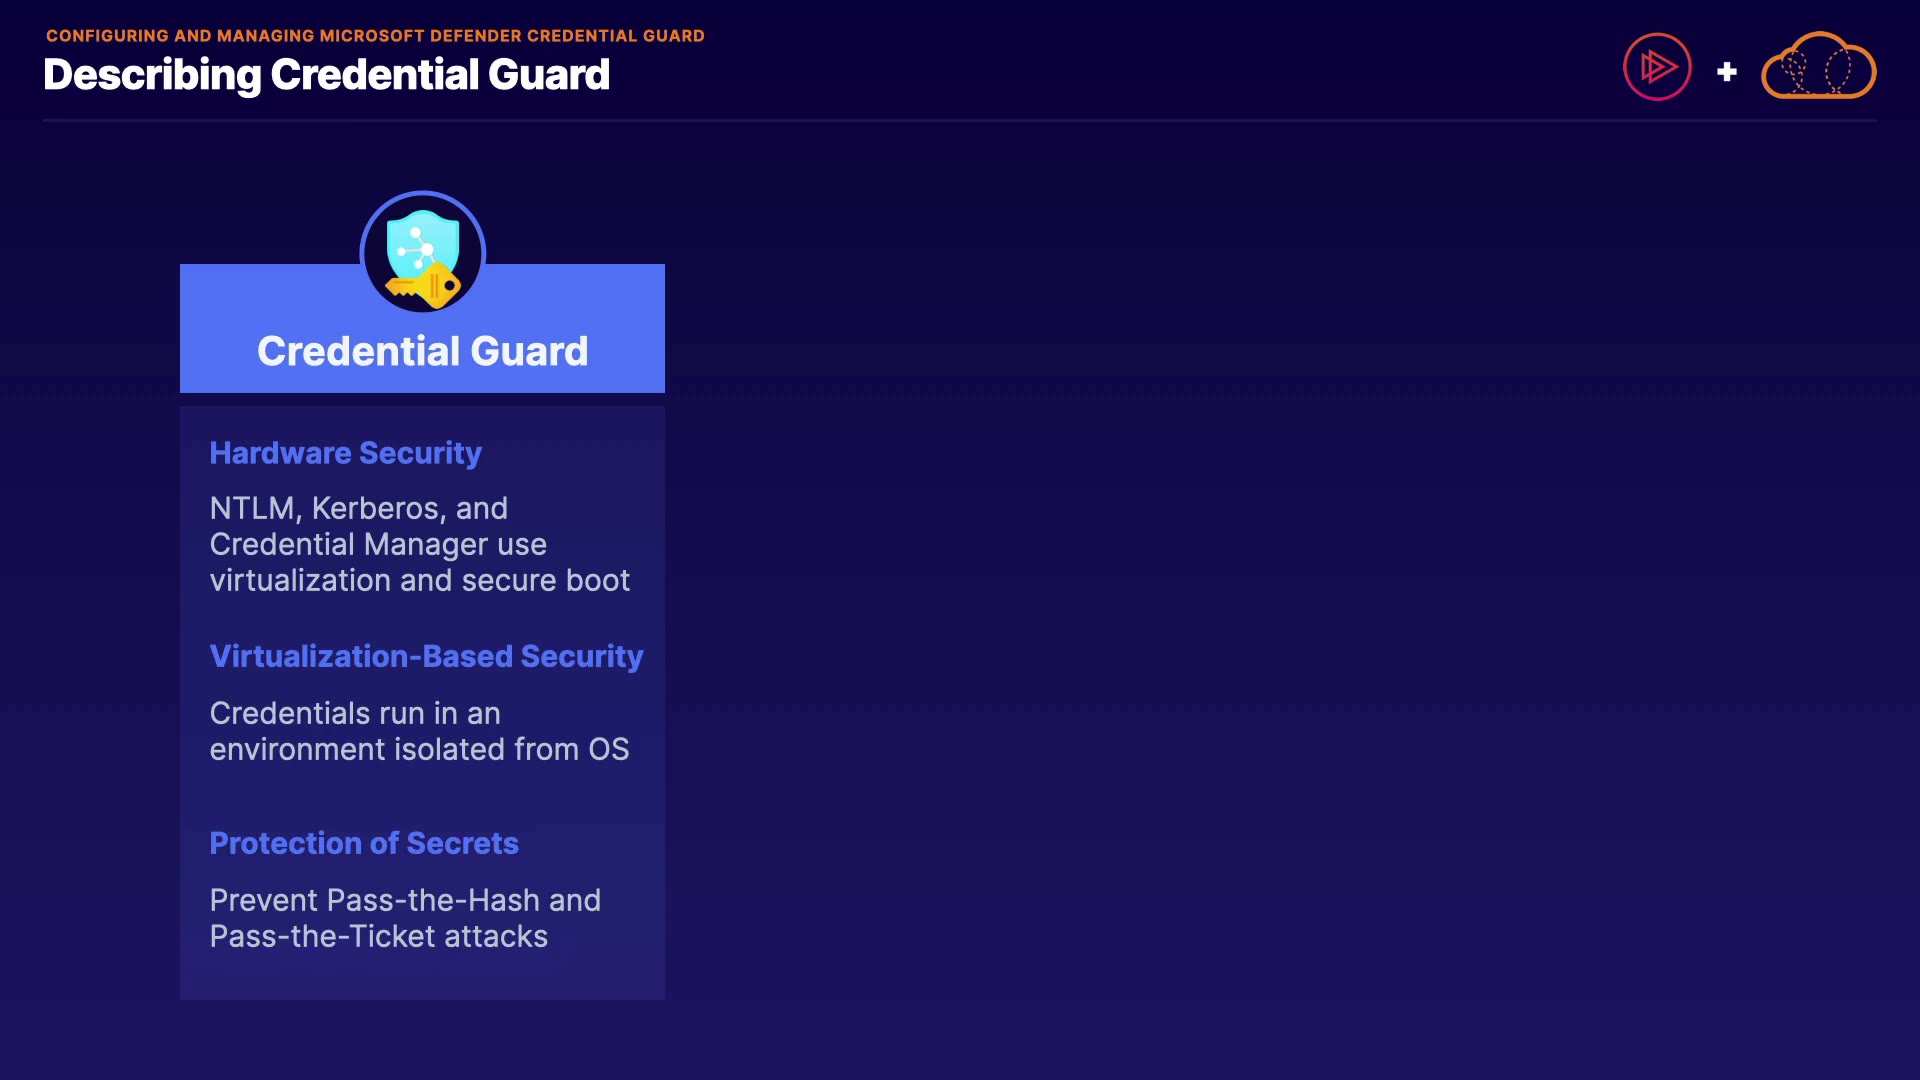 CONFIGURING AND MANAGING MICROSOFT DEFENDER CREDENTIAL GUARD
Describing Credential Guard
+
Credential Guard
Hardware Security
NTLM, Kerberos, and
Credential Manager use
virtualization and secure boot
Virtualization-Based Security
Credentials run in an
environment isolated from OS
Protection of Secrets
Prevent Pass-the-Hash and
Pass-the-Ticket attacks